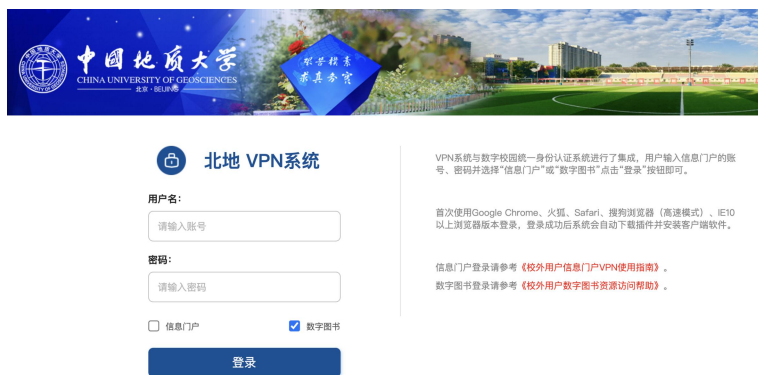 中國地质大学
CHINA UNIVERSITY OF GEOSCIENCES
北京·BEIJING
艰苦樸素
求真务实
北地 VPN系统
用户名：
请输入账号
密码：
请输入密码
信息门户
数字图书
登录
VPN系统与数字校园统一身份认证系统进行了集成，用户输入信息门户的账
号、密码并选择“信息门户”或“数字图书”点击“登录”按钮即可。
首次使用Google Chrome、火狐、Safari、搜狗浏览器（高速模式）、IE10
以上浏览器版本登录，登录成功后系统会自动下载插件并安装客户端软件。
信息门户登录请参考《校外用户信息门户VPN使用指南》。
数字图书登录请参考《校外用户数字图书资源访问帮助》。